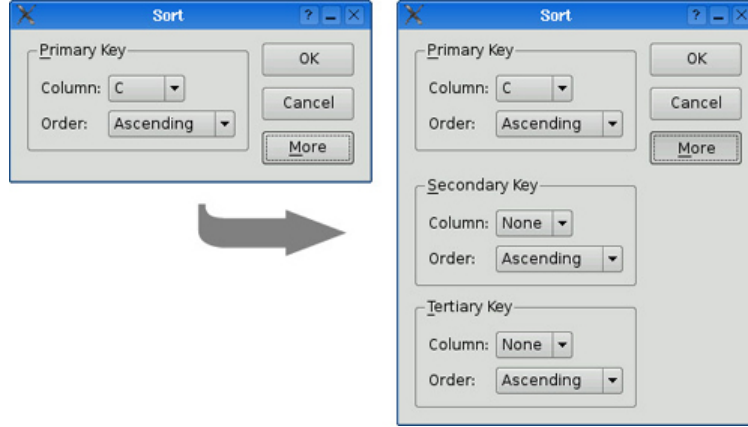 Sort ?
Primary Key
Column: C
OK
Order: Ascending
Cancel
More
Sort ?
Primary Key
Column: C
OK
Order: Ascending
Cancel
More
Secondary Key
Column: None
Order: Ascending
Tertiary Key
Column: None
Order: Ascending